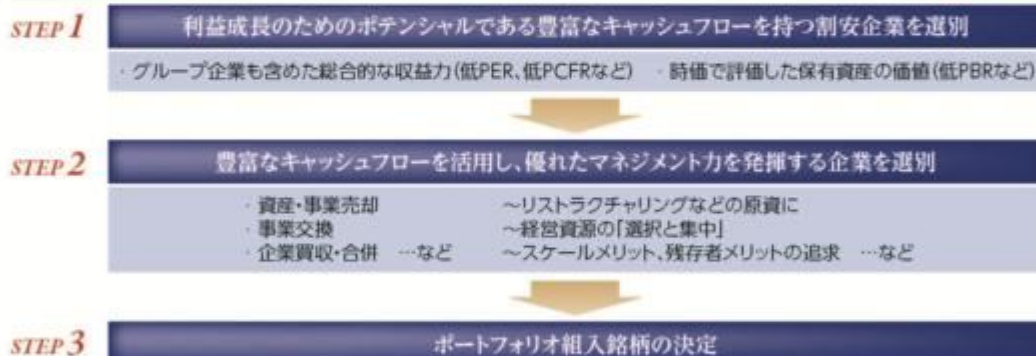 STEP 1 利益成長のためのポテンシャルである豊富なキャッシュフローを持つ割安企業を選別
・グループ企業も含めた総合的な収益力(低PER、低PCFRなど) ・時価で評価した保有資産の価値(低PBRなど)
STEP 2 豊富なキャッシュフローを活用し、優れたマネジメント力を発揮する企業を選別
・資産・事業売却 ～リストラクチャリングなどの原資に
・事業交換 ～経営資源の「選択と集中」
・企業買収・合併 …など ～スケールメリット、残存者メリットの追求 …など
STEP 3 ポートフォリオ組入銘柄の決定